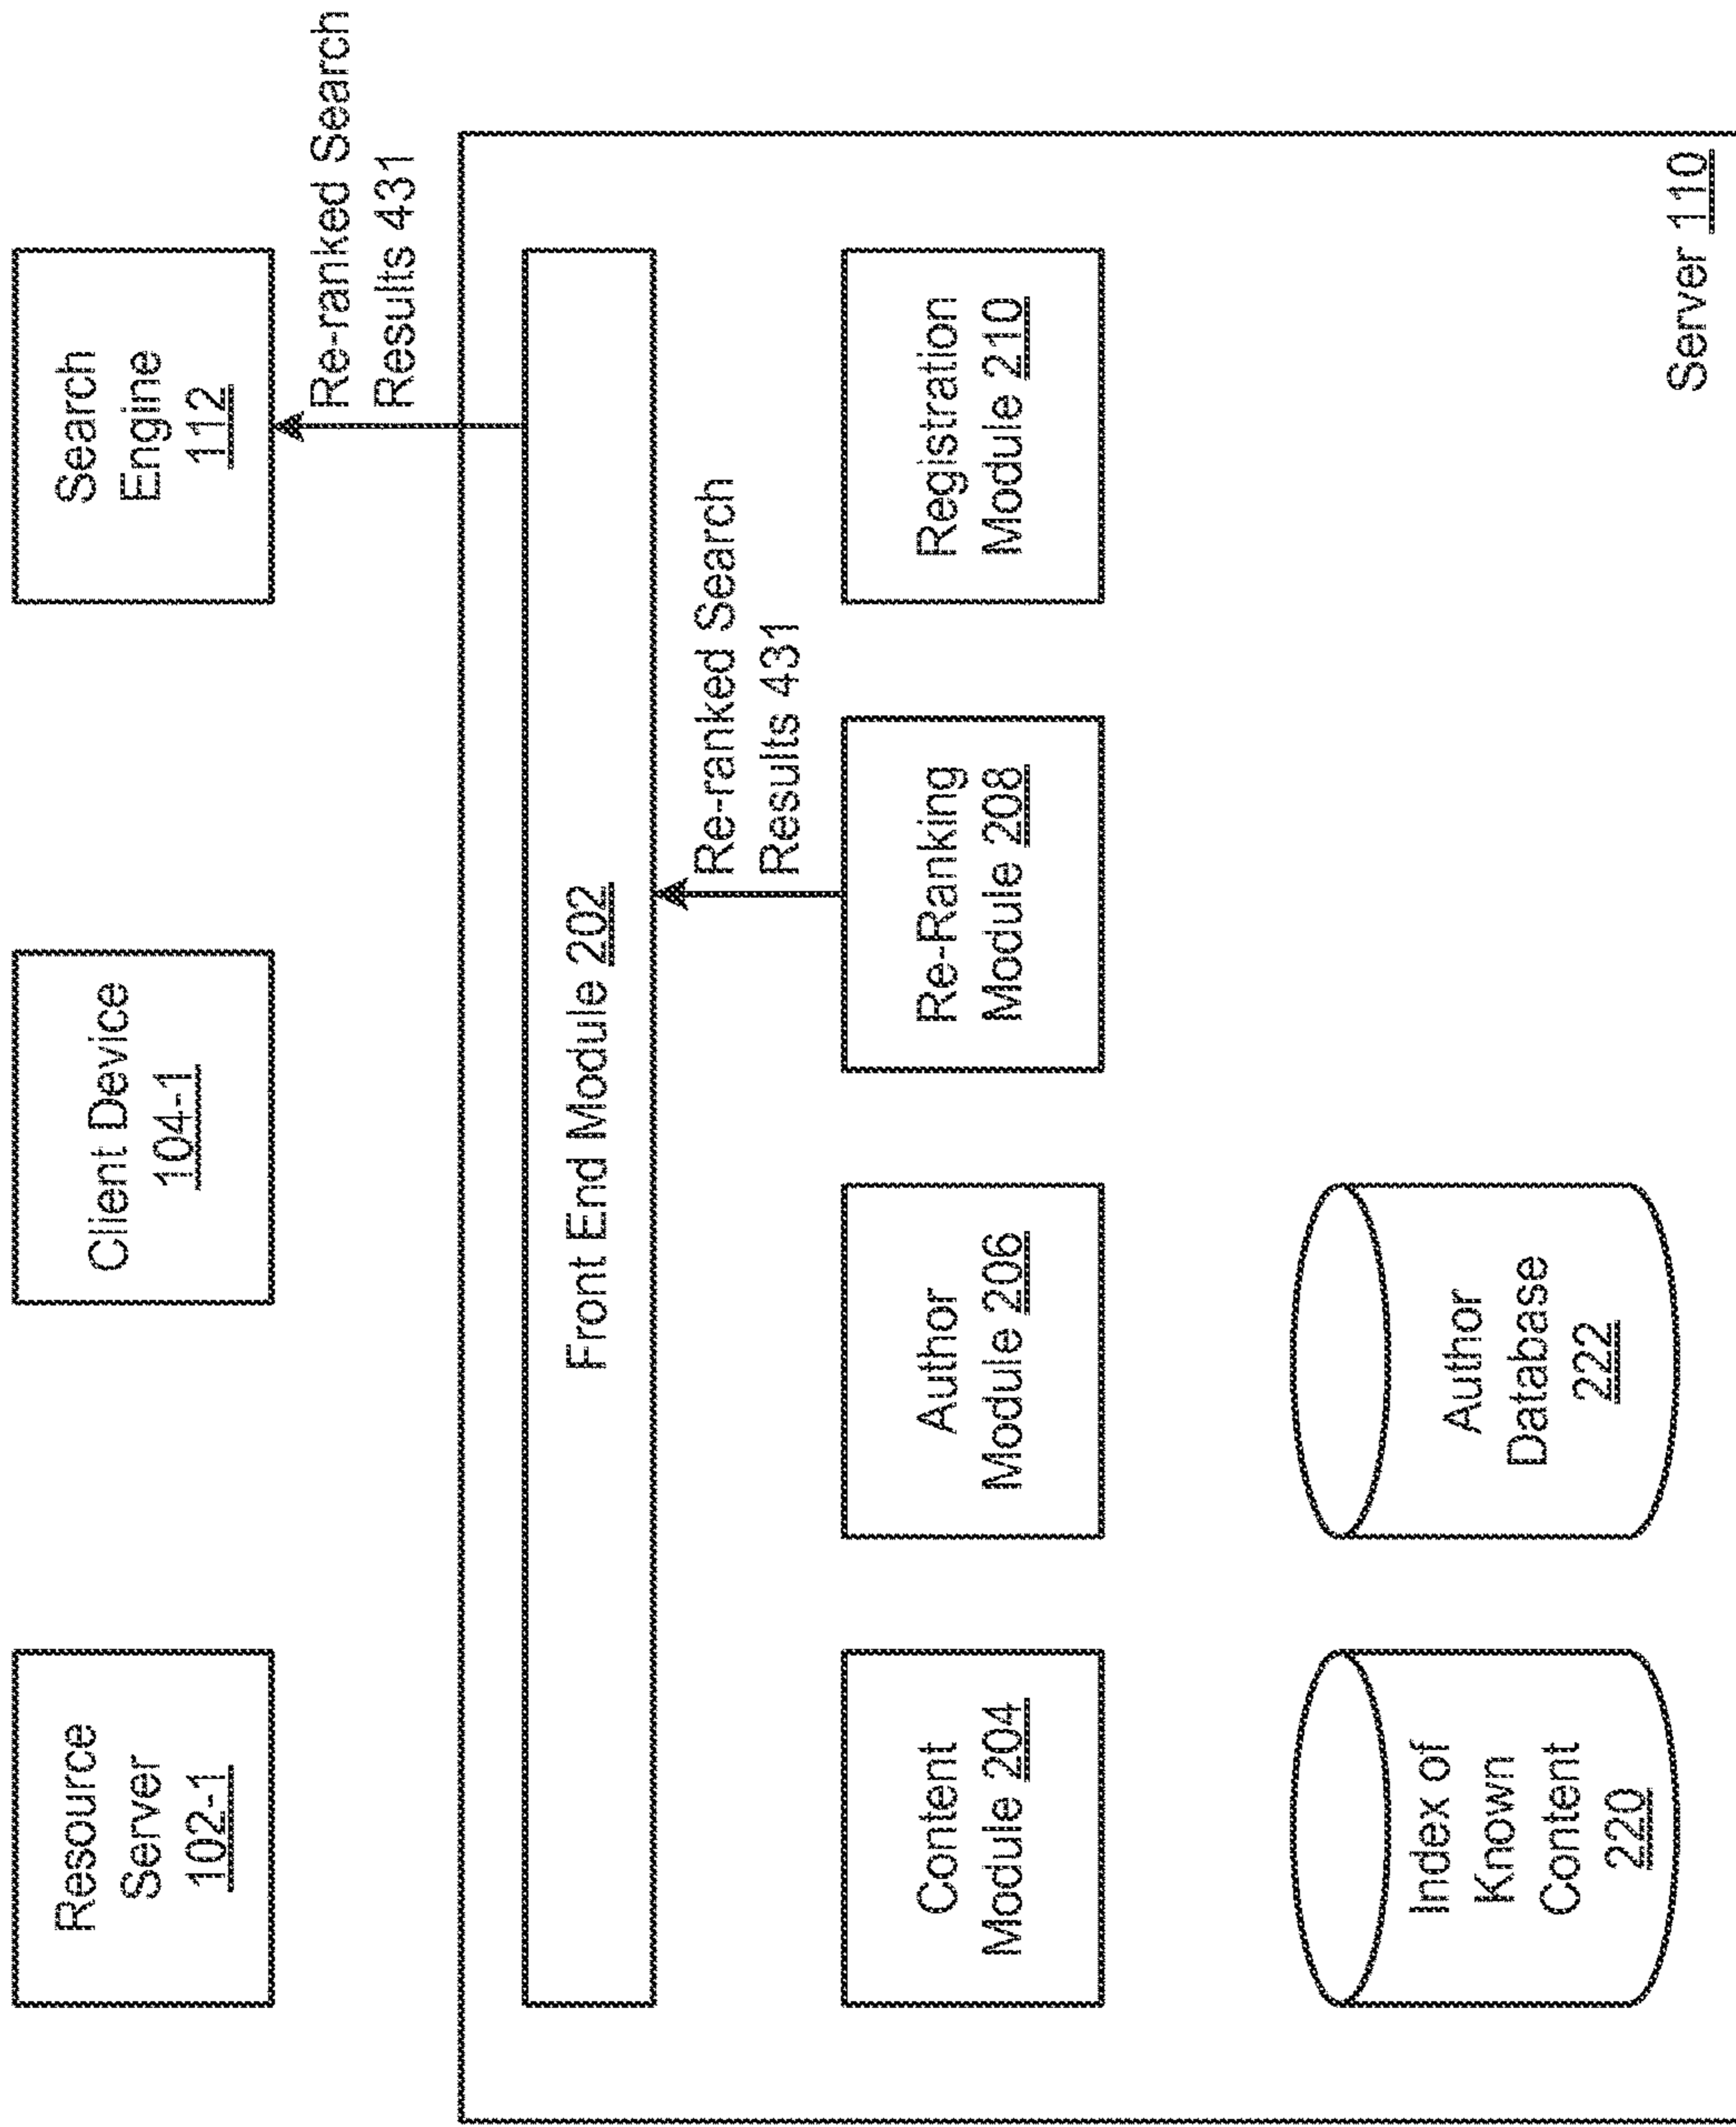 Resource
Server
102-1
Client Device
104-1
Search
Engine
112
Re-ranked Search
Results 431
Front End Module 202
Re-ranked Search
Results 431
Content
Module 204
Author
Module 206
Re-Ranking
Module 208
Registration
Module 210
Index of
Known
Content
220
Author
Database
222
Server 110